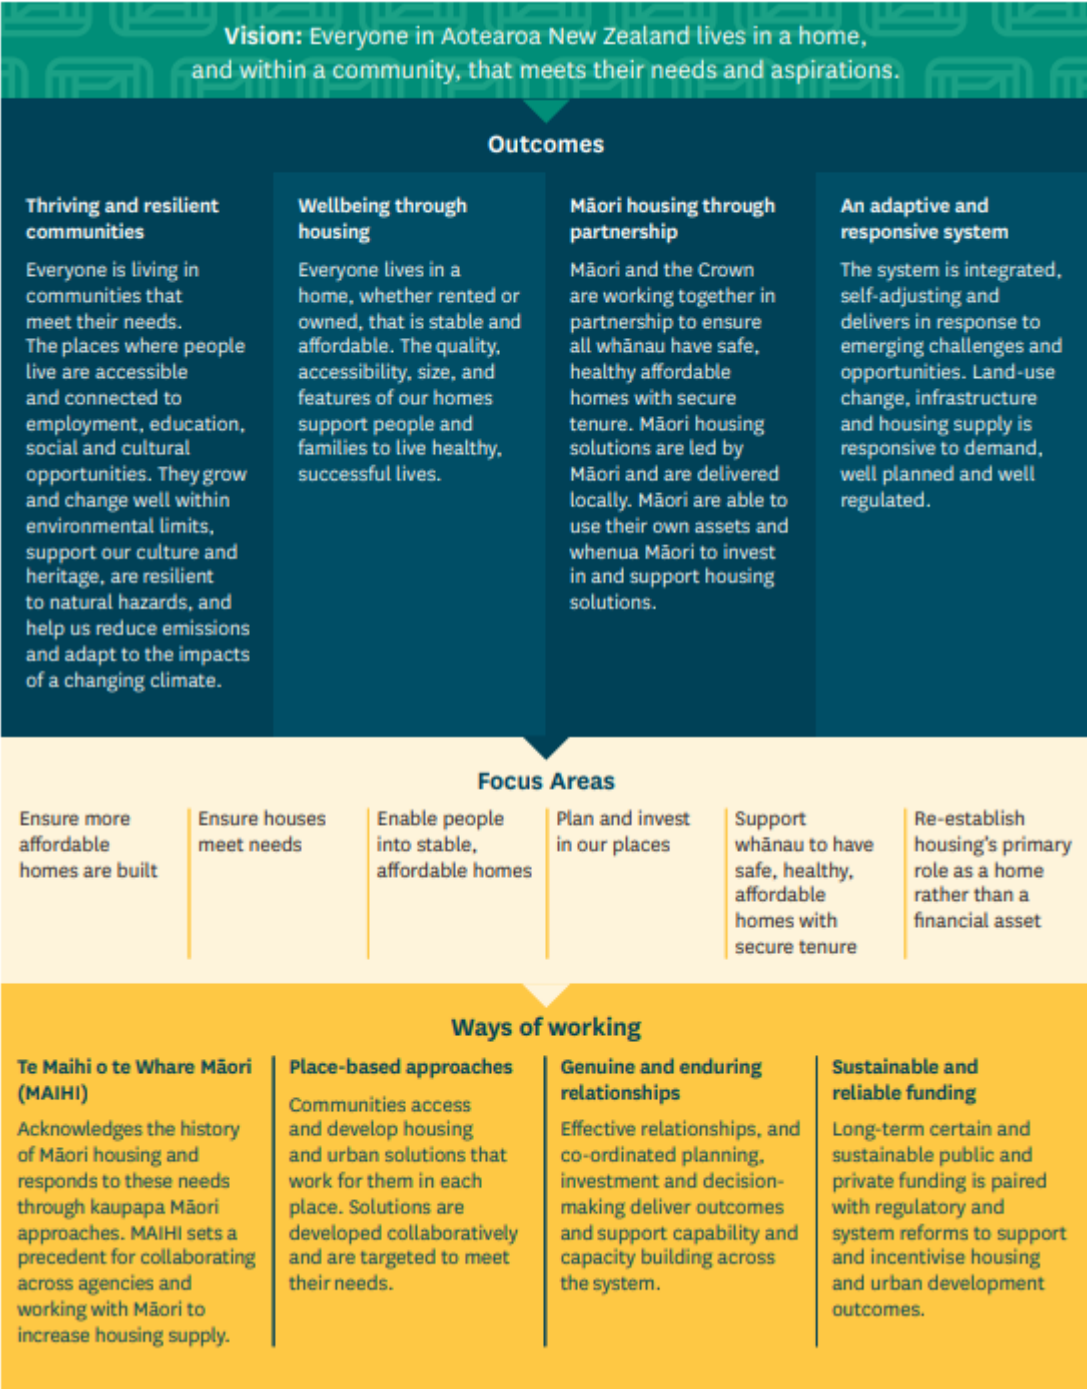 Vision: Everyone in Aotearoa New Zealand lives in a home,
and within a community, that meets their needs and aspirations.
Outcomes
Thriving and resilient
communities
Everyone is living in
communities that
meet their needs.
The places where people
live are accessible
and connected to
employment, education,
social and cultural
opportunities. They grow
and change well within
environmental limits,
support our culture and
heritage, are resilient
to natural hazards, and
help us reduce emissions
and adapt to the impacts
of a changing climate.
Wellbeing through
housing
Everyone lives in a
home, whether rented or
owned, that is stable and
affordable. The quality,
accessibility, size, and
features of our homes
support people and
families to live healthy,
successful lives.
Māori housing through
partnership
Māori and the Crown
are working together in
partnership to ensure
all whānau have safe,
healthy affordable
homes with secure
tenure. Māori housing
solutions are led by
Māori and are delivered
locally. Māori are able to
use their own assets and
whenua Māori to invest
in and support housing
solutions.
An adaptive and
responsive system
The system is integrated,
self-adjusting and
delivers in response to
emerging challenges and
opportunities. Land-use
change, infrastructure
and housing supply is
responsive to demand,
well planned and well
regulated.
Focus Areas
Ensure more
affordable
homes are built
Ensure houses
meet needs
Enable people
into stable,
affordable homes
Plan and invest
in our places
Support
whānau to have
safe, healthy,
affordable
homes with
secure tenure
Re-establish
housing's primary
role as a home
rather than a
financial asset
Ways of working
Te Maihi o te Whare Māori
(MAIHI)
Acknowledges the history
of Māori housing and
responds to these needs
through kaupapa Māori
approaches. MAIHI sets a
precedent for collaborating
across agencies and
working with Māori to
increase housing supply.
Place-based approaches
Communities access
and develop housing
and urban solutions that
work for them in each
place. Solutions are
developed collaboratively
and are targeted to meet
their needs.
Genuine and enduring
relationships
Effective relationships, and
co-ordinated planning,
investment and decision-
making deliver outcomes
and support capability and
capacity building across
the system.
Sustainable and
reliable funding
Long-term certain and
sustainable public and
private funding is paired
with regulatory and
system reforms to support
and incentivise housing
and urban development
outcomes.